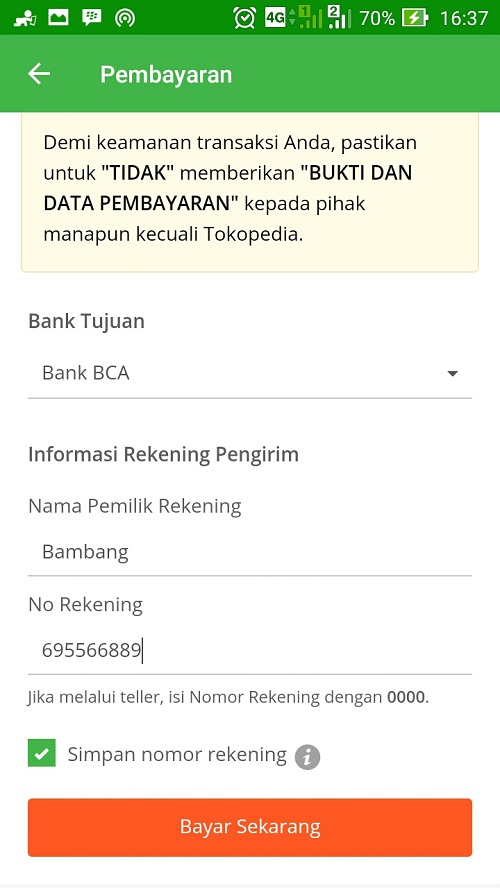 4G 1 2 70% 16:37
Pembayaran
Demi keamanan transaksi Anda, pastikan
untuk "TIDAK" memberikan "BUKTI DAN
DATA PEMBAYARAN" kepada pihak
manapun kecuali Tokopedia.
Bank Tujuan
Bank BCA
Informasi Rekening Pengirim
Nama Pemilik Rekening
Bambang
No Rekening
695566889
Jika melalui teller, isi Nomor Rekening dengan 0000.
Simpan nomor rekening i
Bayar Sekarang